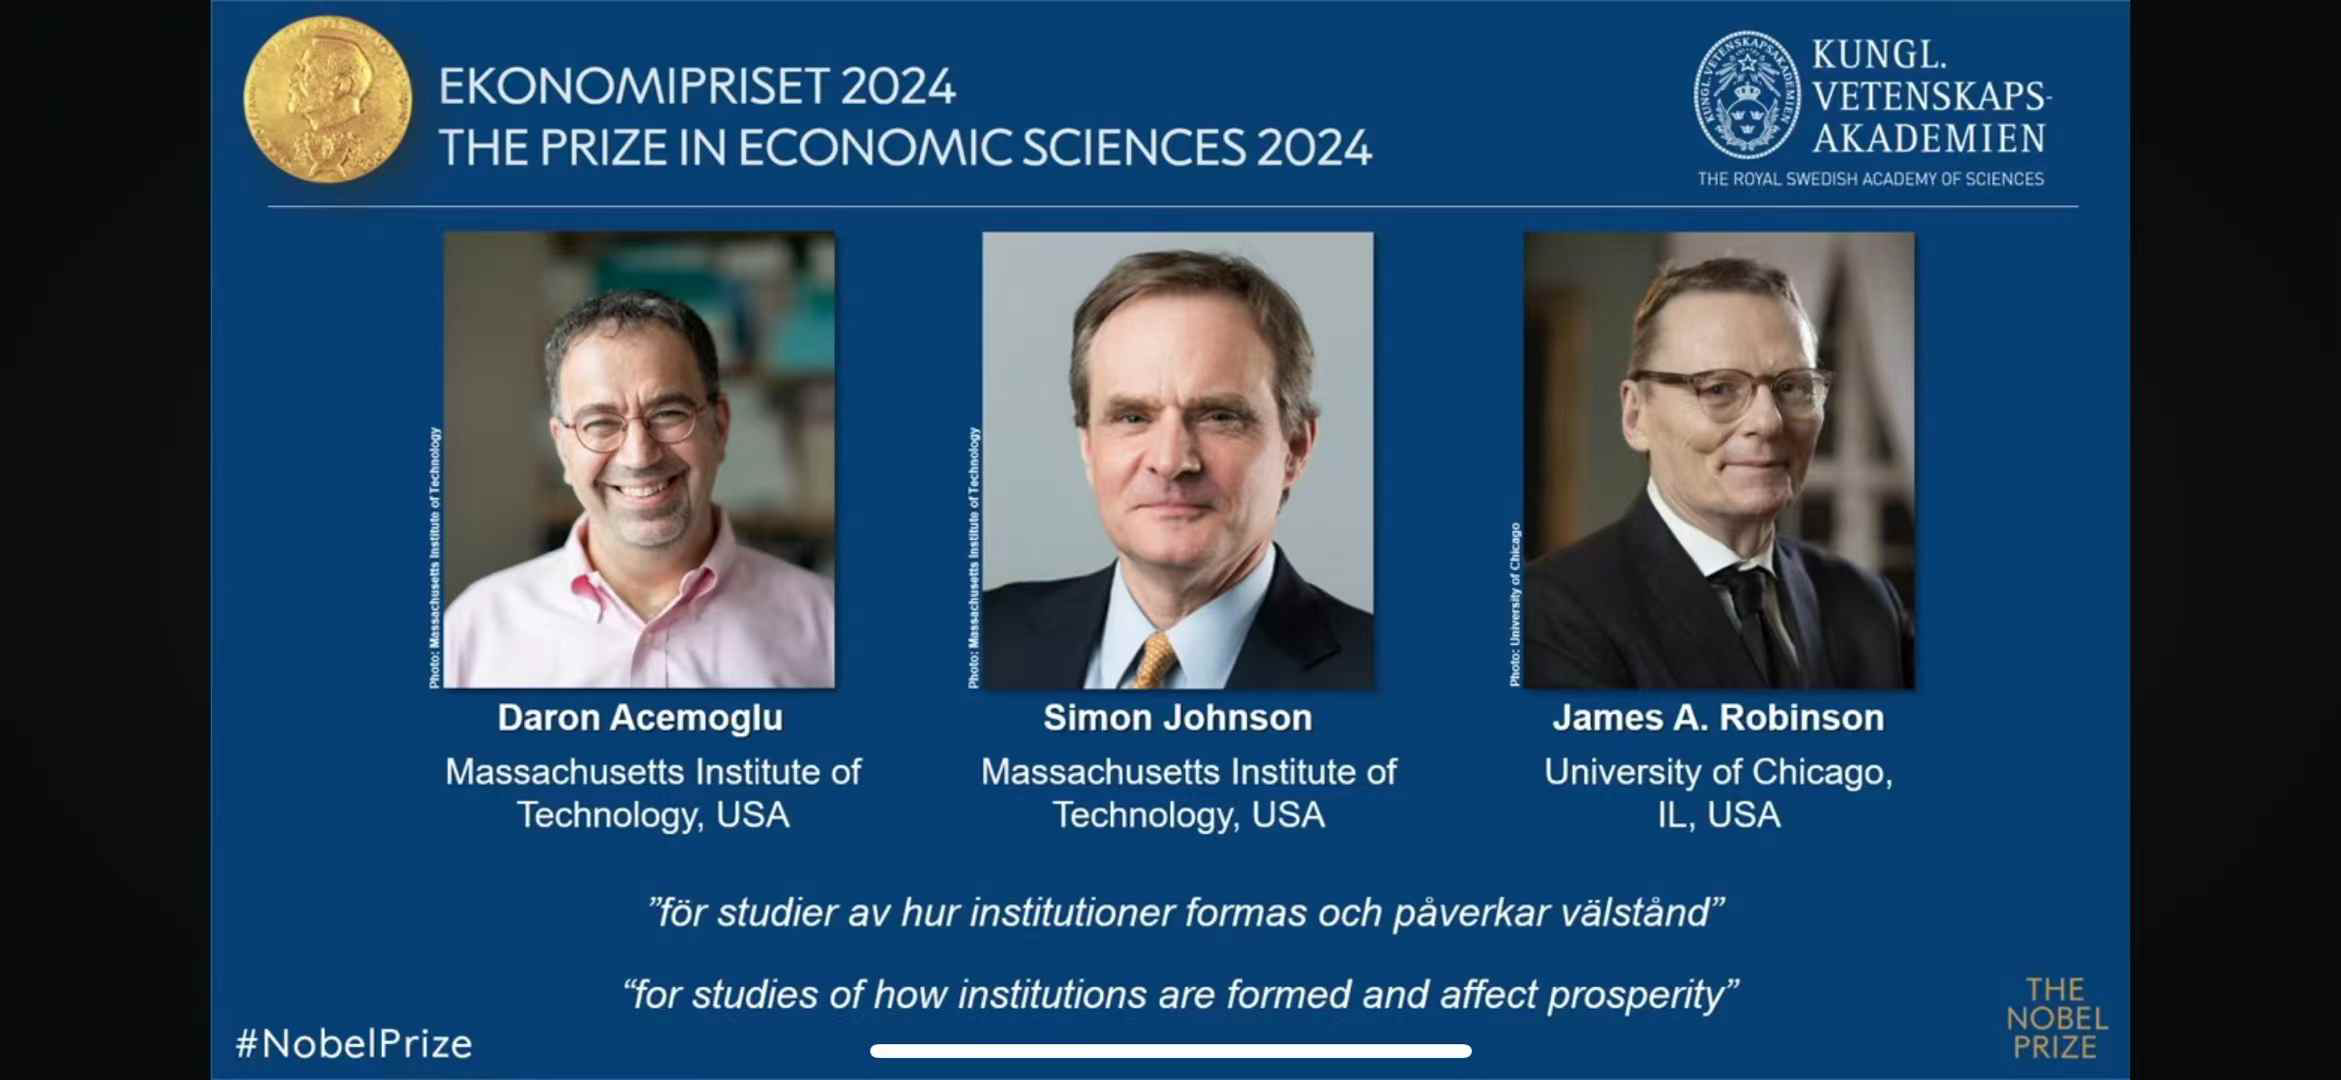 EKONOMIPRISET 2024
THE PRIZE IN ECONOMIC SCIENCES 2024
KUNGL. VETENSKAPSAKADEMIEN
KUNGL.
VETENSKAPS-
AKADEMIEN
THE ROYAL SWEDISH ACADEMY OF SCIENCES
Photo: Massachusetts Institute of Technology
Daron Acemoglu
Massachusetts Institute of
Technology, USA
Photo: Massachusetts Institute of Technology
Simon Johnson
Massachusetts Institute of
Technology, USA
Photo: University of Chicago
James A. Robinson
University of Chicago,
IL, USA
”för studier av hur institutioner formas och påverkar välstånd”
“for studies of how institutions are formed and affect prosperity”
#NobelPrize
THE
NOBEL
PRIZE